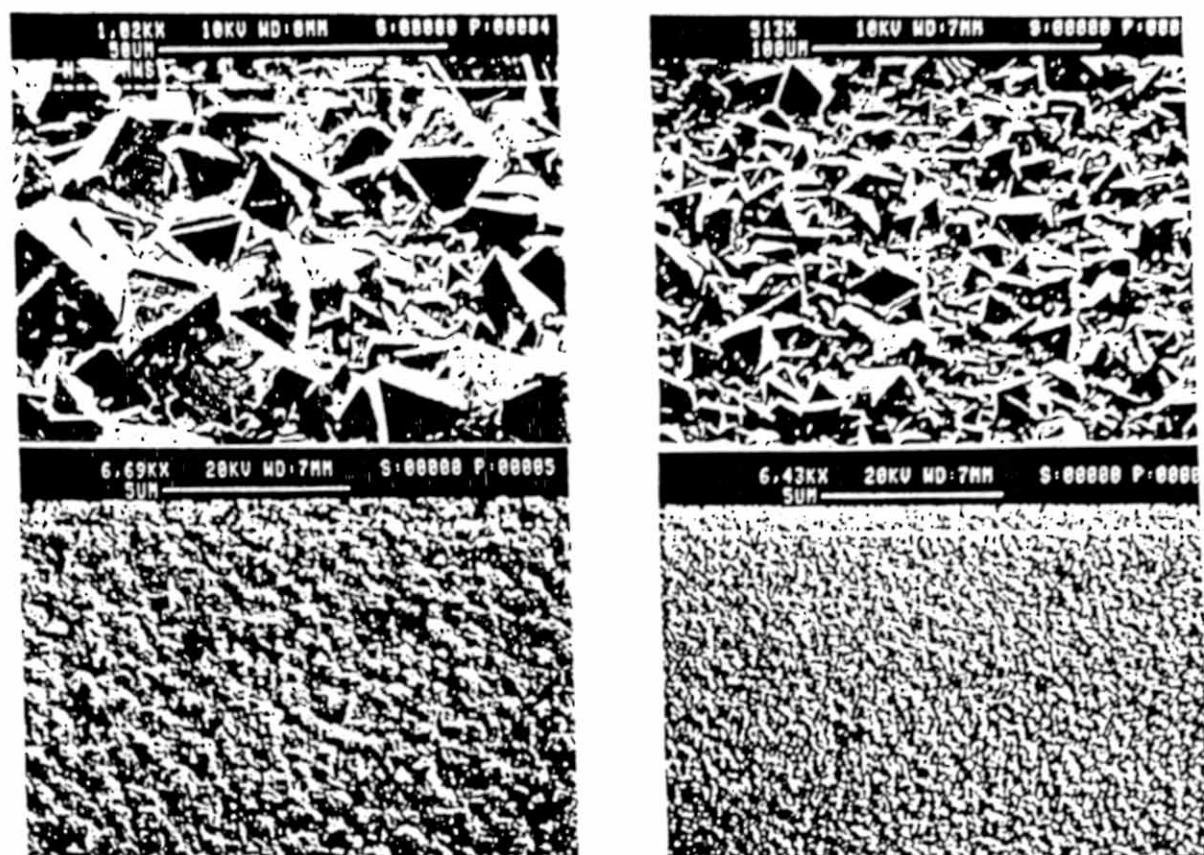 1.02KX 10KV WD:8MM S:00000 P:00004
50UM
513X 10KV WD:7MM S:00000 P:000
100UM
6.69KX 20KV WD:7MM S:00000 P:00005
5UM
6.43KX 20KV WD:7MM S:00000 P:000
5UM